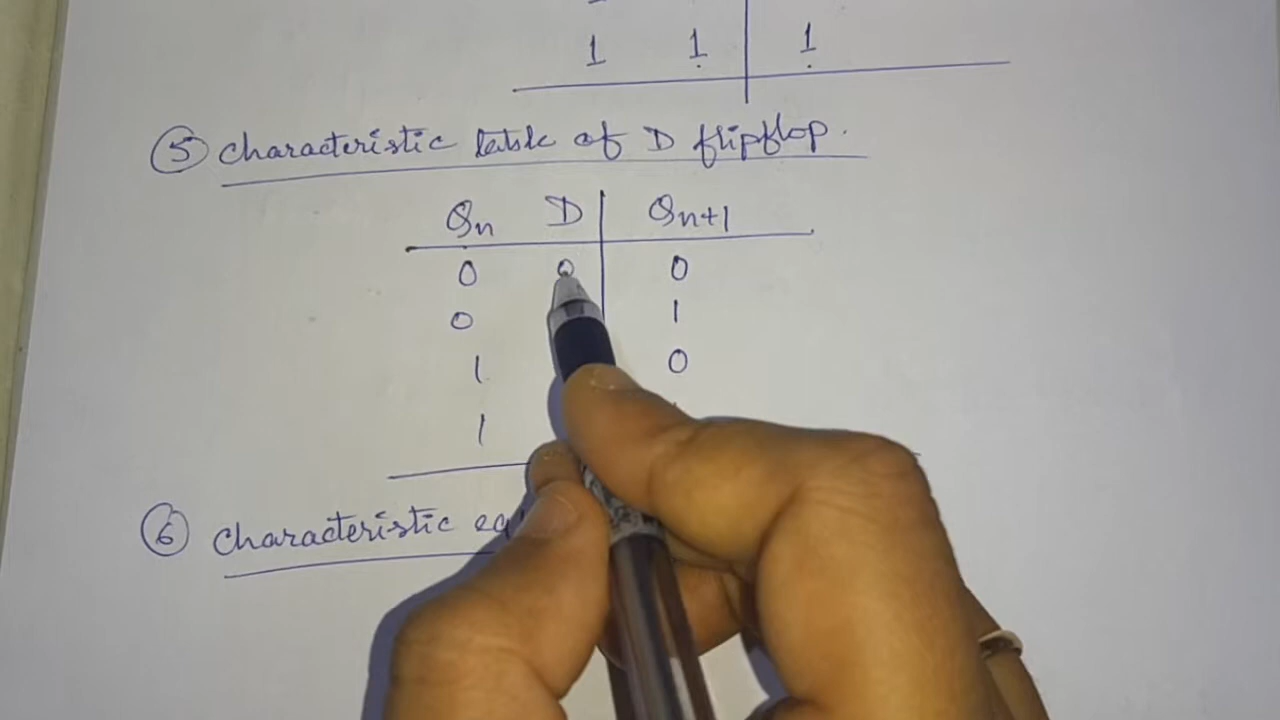 1 1 1
5 characteristic table of D flipflop.
Qn D Qn+1
0 0 0
0 1
1 0
1
6 characteristic